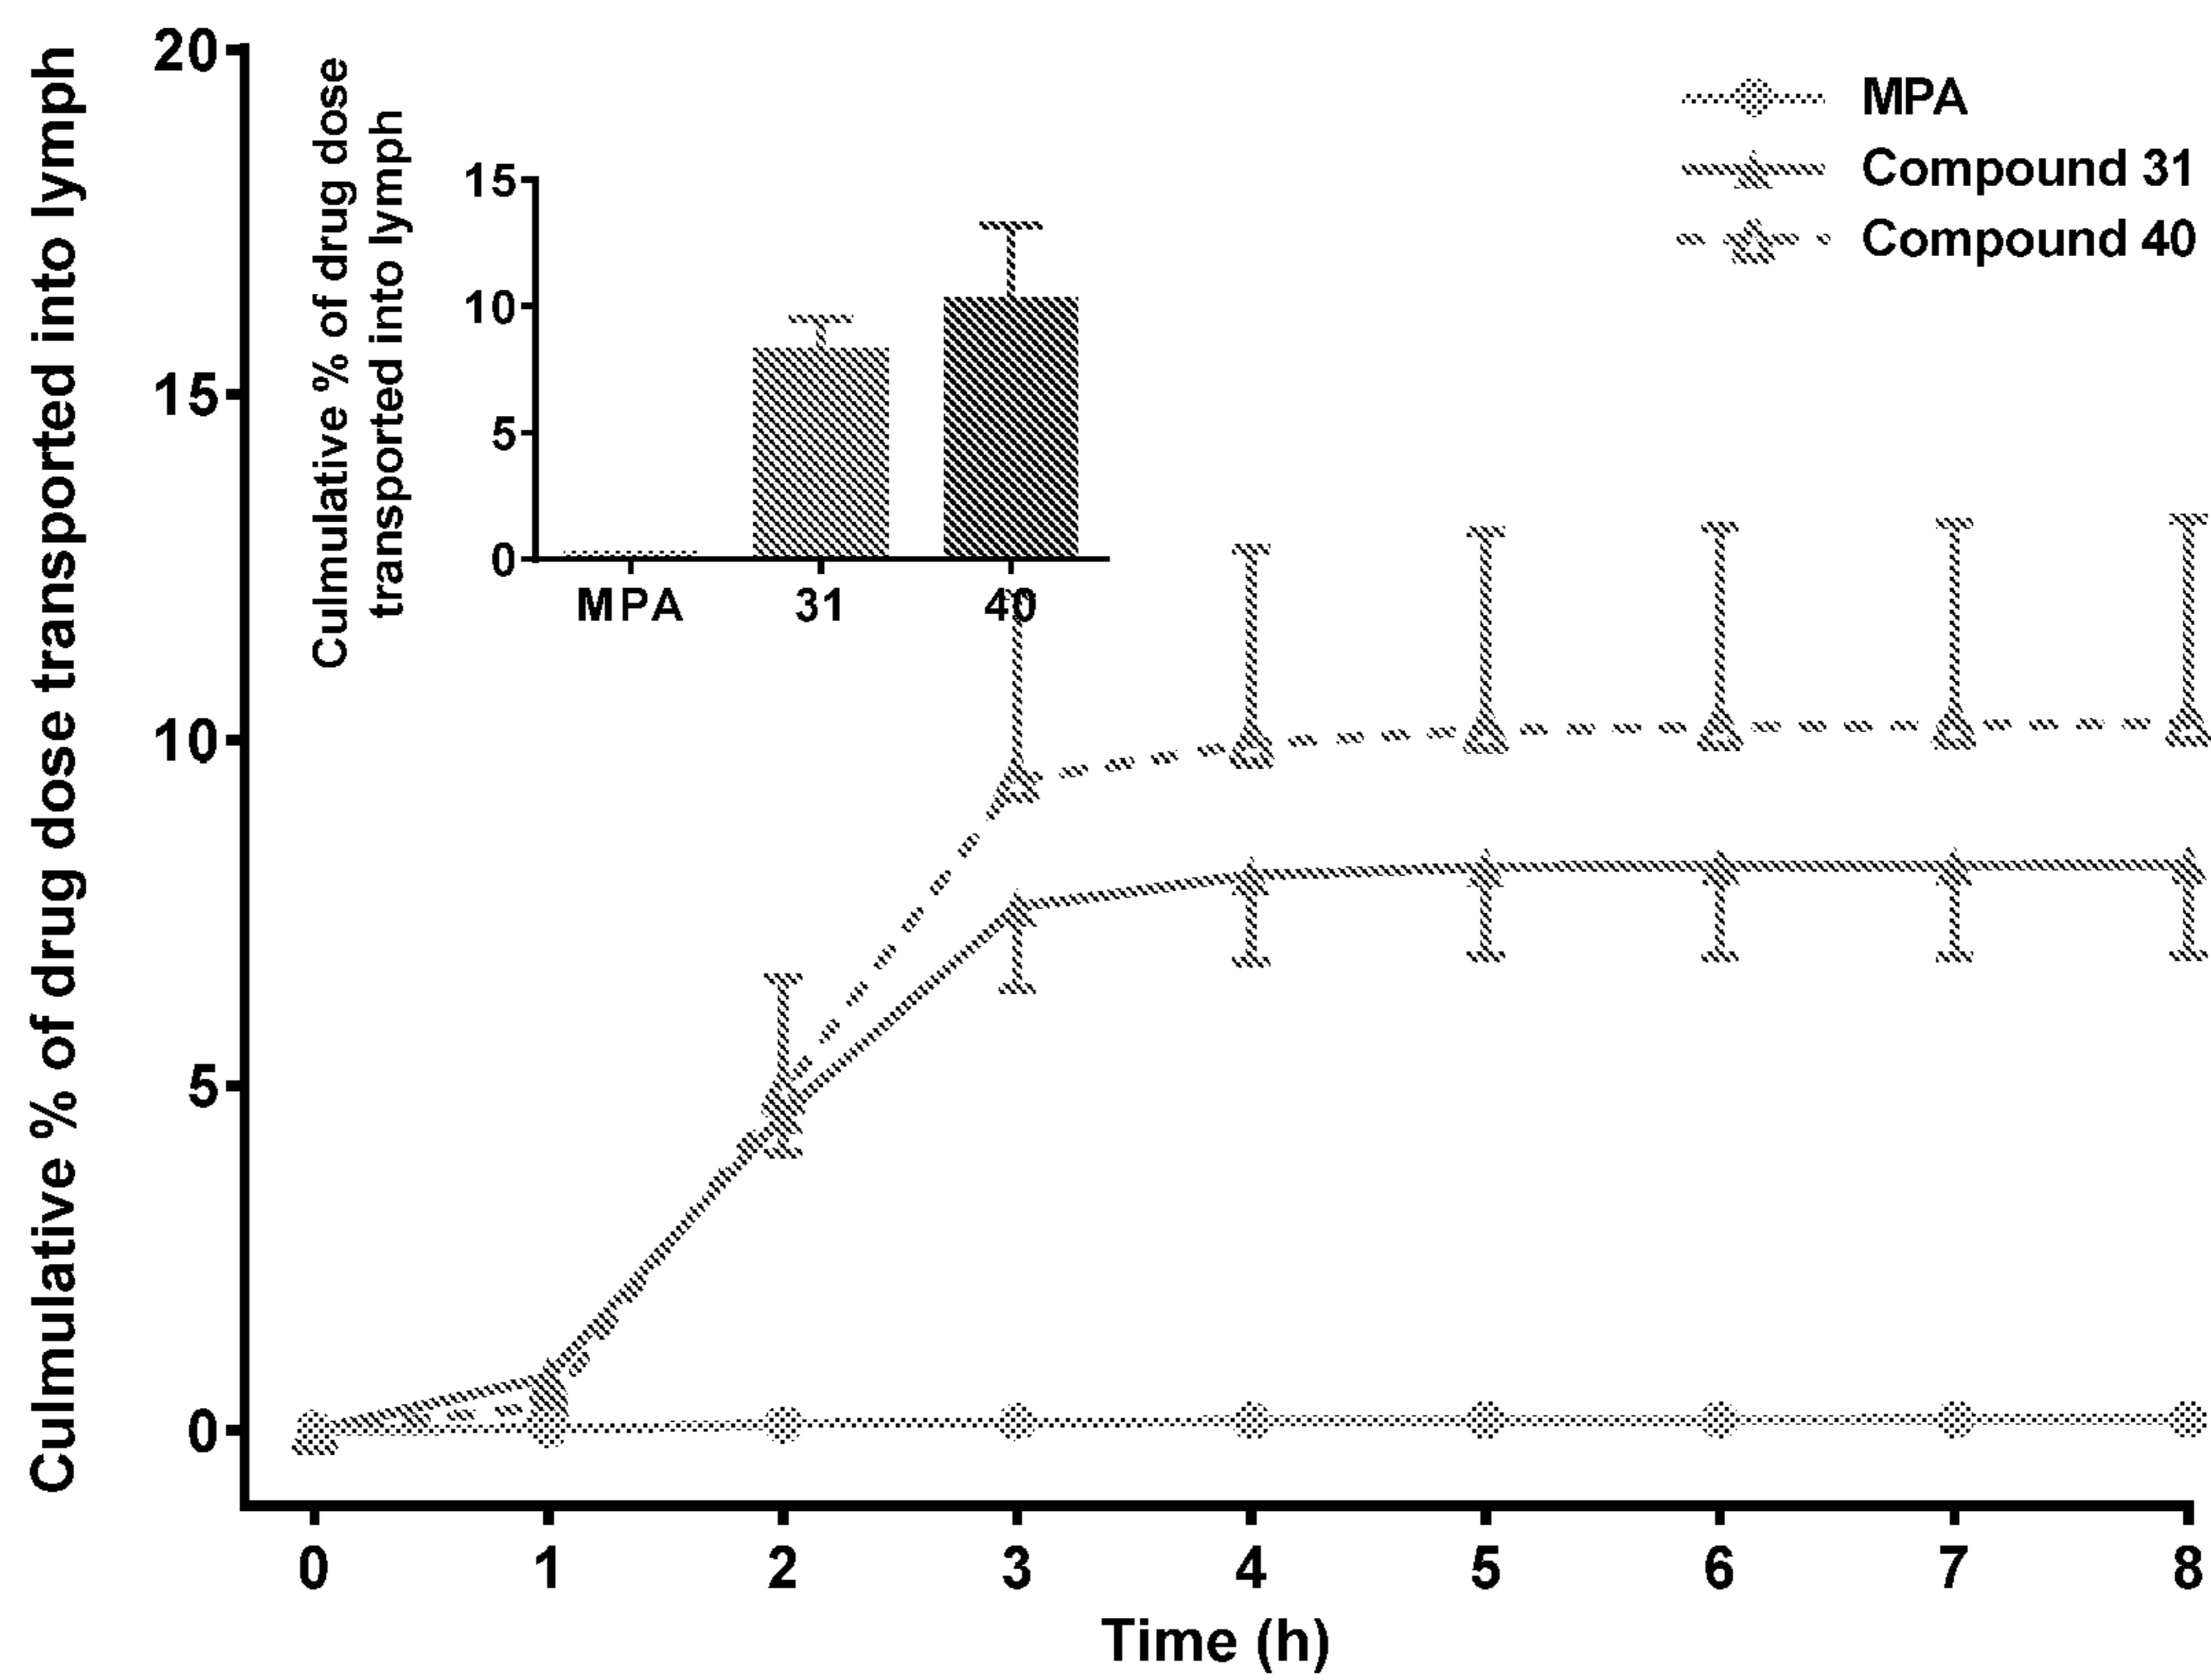 Culmulative % of drug dose transported into lymph
20
15
10
5
0
Culmulative % of drug dose
transported into lymph
15
10
5
0
MPA 31 40
MPA
Compound 31
Compound 40
0 1 2 3 4 5 6 7 8
Time (h)